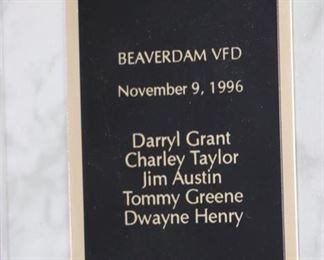 BEAVERDAM VFD
November 9, 1996
Darryl Grant
Charley Taylor
Jim Austin
Tommy Greene
Dwayne Henry